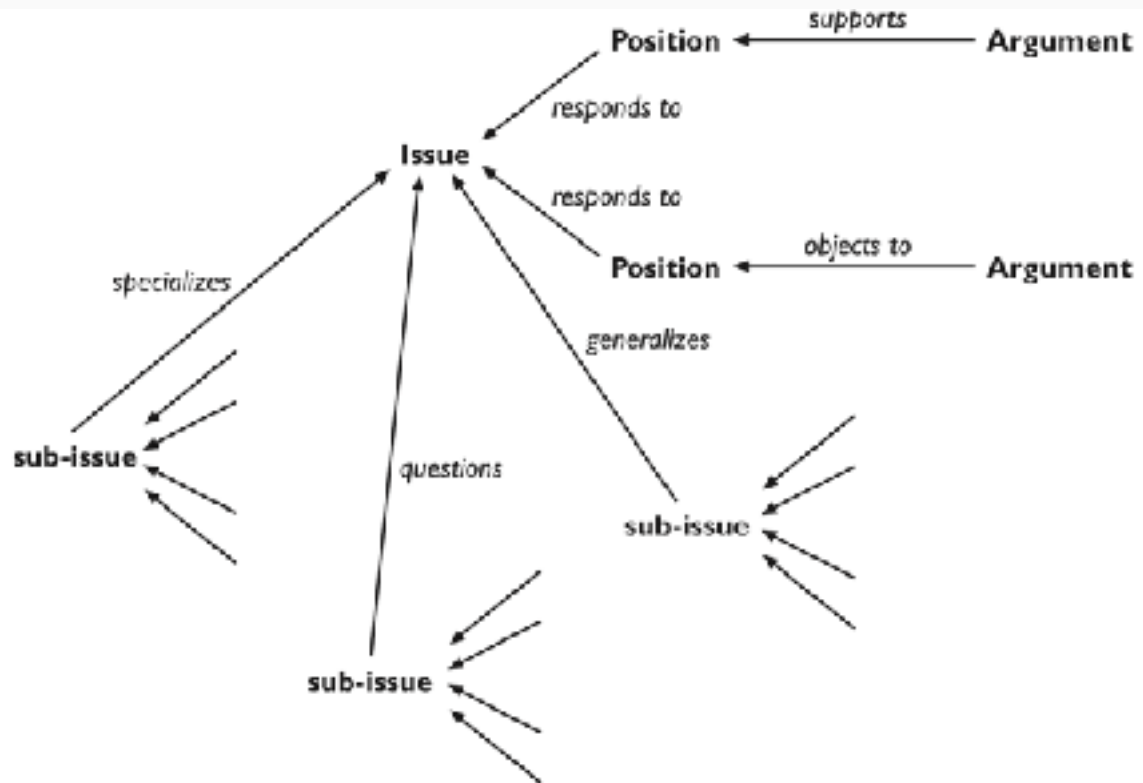 supports
Position
Argument
responds to
Issue
responds to
objects to
Position
Argument
specializes
generalizes
sub-issue
questions
sub-issue
sub-issue